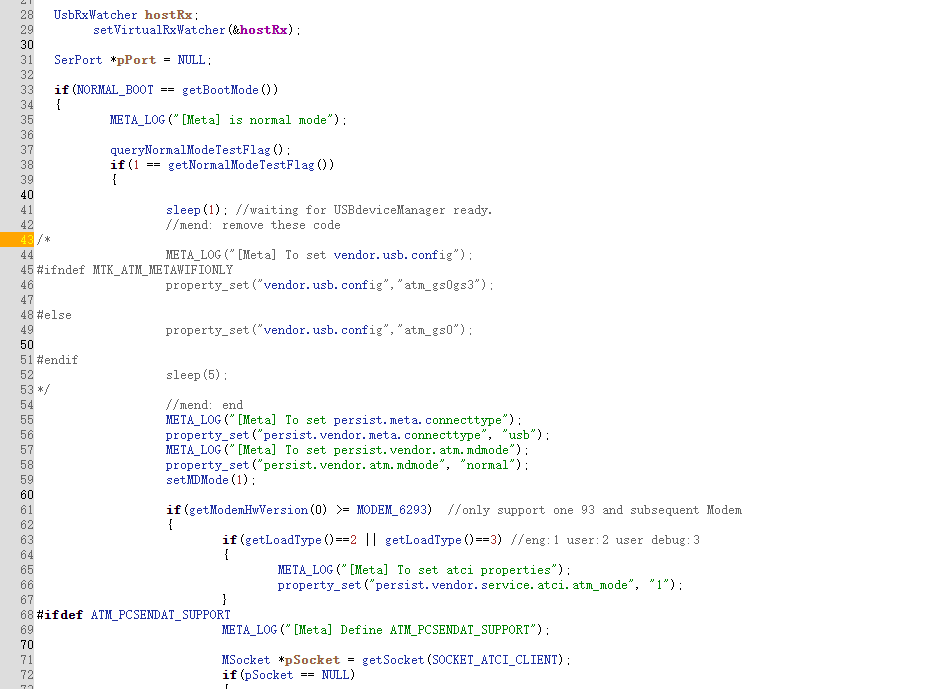 27
28 UsbRxWatcher hostRx;
29 setVirtualRxWatcher(&hostRx);
30
31 SerPort *pPort = NULL;
32
33 if(NORMAL_BOOT == getBootMode())
34 {
35 META_LOG("[Meta] is normal mode");
36
37 queryNormalModeTestFlag();
38 if(1 == getNormalModeTestFlag())
39 {
40
41 sleep(1); //waiting for USBdeviceManager ready.
42 //mend: remove these code
43 /*
44 META_LOG("[Meta] To set vendor.usb.config");
45 #ifndef MTK_ATM_METAWIFIONLY
46 property_set("vendor.usb.config","atm_gs0gs3");
47
48 #else
49 property_set("vendor.usb.config","atm_gs0");
50
51 #endif
52 sleep(5);
53 */
54 //mend: end
55 META_LOG("[Meta] To set persist.meta.connecttype");
56 property_set("persist.vendor.meta.connecttype", "usb");
57 META_LOG("[Meta] To set persist.vendor.atm.mdmode");
58 property_set("persist.vendor.atm.mdmode", "normal");
59 setMDMode(1);
60
61 if(getModemHwVersion(0) >= MODEM_6293) //only support one 93 and subsequent Modem
62 {
63 if(getLoadType()==2 || getLoadType()==3) //eng:1 user:2 user debug:3
64 {
65 META_LOG("[Meta] To set atci properties");
66 property_set("persist.vendor.service.atci.atm_mode", "1");
67 }
68 #ifdef ATM_PCSENDAT_SUPPORT
69 META_LOG("[Meta] Define ATM_PCSENDAT_SUPPORT");
70
71 MSocket *pSocket = getSocket(SOCKET_ATCI_CLIENT);
72 if(pSocket == NULL)
73 {